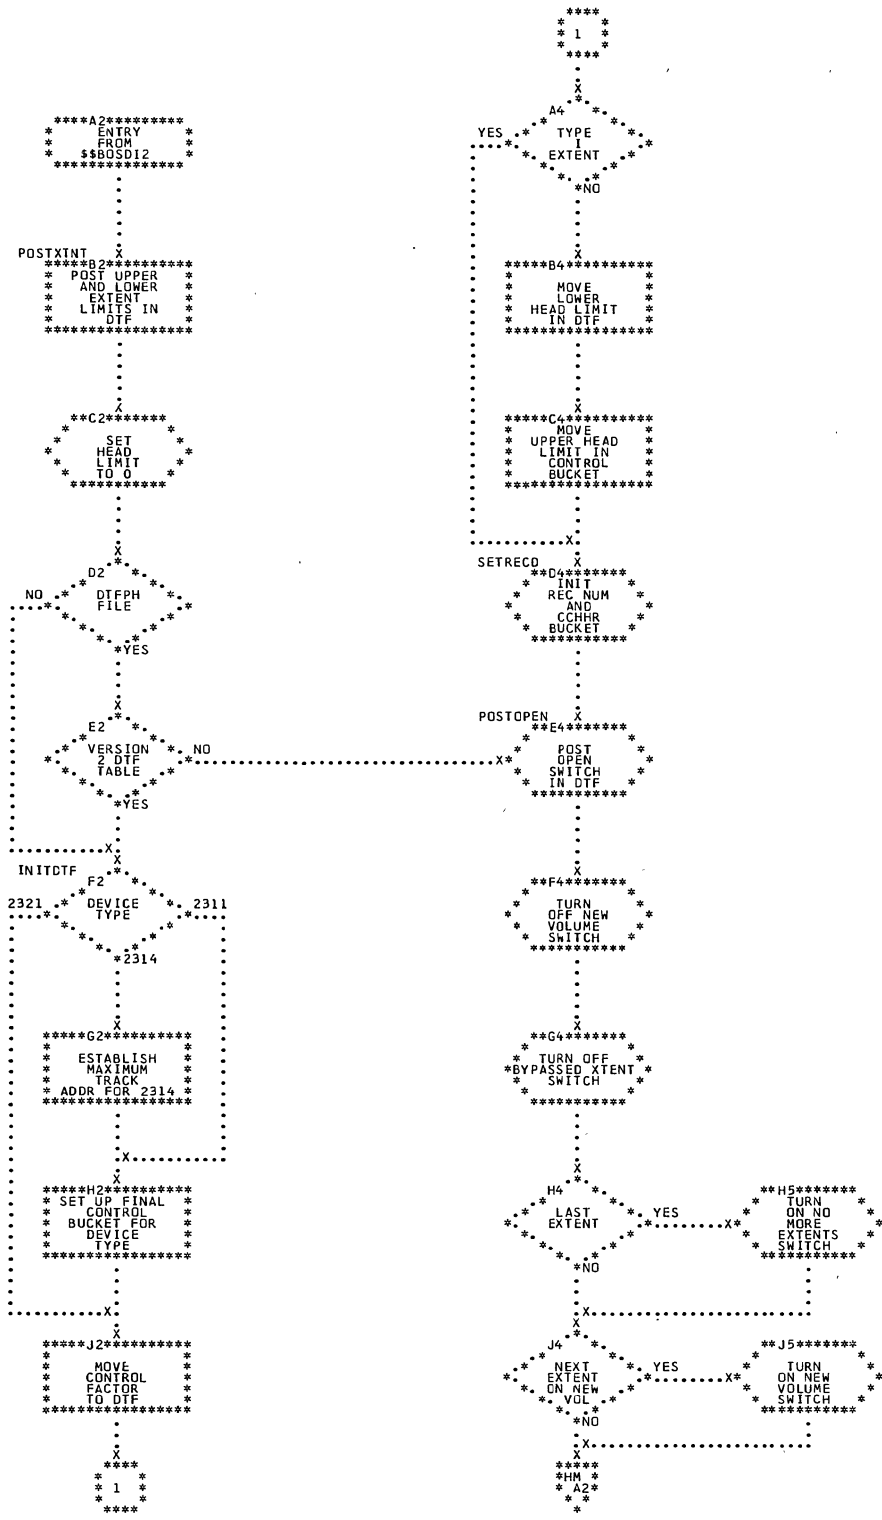 A2
ENTRY
FROM
$$BOSDI2
POSTXTNT
B2
POST UPPER
AND LOWER
EXTENT
LIMITS IN
DTF
C2
SET
HEAD
LIMIT
TO 0
D2
NO
DTFPH
FILE
YES
E2
VERSION
2 DTF
TABLE
NO
YES
INITDTF
F2
2321
DEVICE
TYPE
2311
2314
G2
ESTABLISH
MAXIMUM
TRACK
ADDR FOR 2314
H2
SET UP FINAL
CONTROL
BUCKET FOR
DEVICE
TYPE
J2
MOVE
CONTROL
FACTOR
TO DTF
1
1
A4
YES
TYPE
I
EXTENT
NO
B4
MOVE
LOWER
HEAD LIMIT
IN DTF
C4
MOVE
UPPER HEAD
LIMIT IN
CONTROL
BUCKET
SETRECD
D4
INIT
REC NUM
AND
CCHHR
BUCKET
POSTOPEN
E4
POST
OPEN
SWITCH
IN DTF
F4
TURN
OFF NEW
VOLUME
SWITCH
G4
TURN OFF
BYPASSED XTENT
SWITCH
H4
LAST
EXTENT
YES
NO
H5
TURN
ON NO
MORE
EXTENTS
SWITCH
J4
NEXT
EXTENT
ON NEW
VOL
YES
NO
J5
TURN
ON NEW
VOLUME
SWITCH
HM
A2